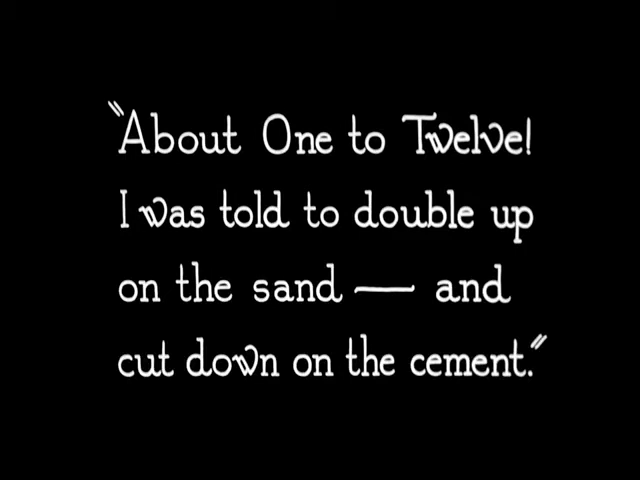 "About One to Twelve!
I was told to double up
on the sand — and
cut down on the cement."